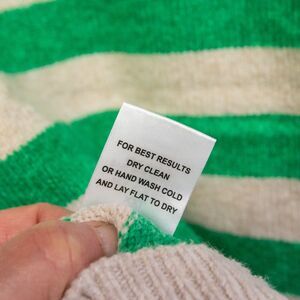 FOR BEST RESULTS
DRY CLEAN
OR HAND WASH COLD
AND LAY FLAT TO DRY